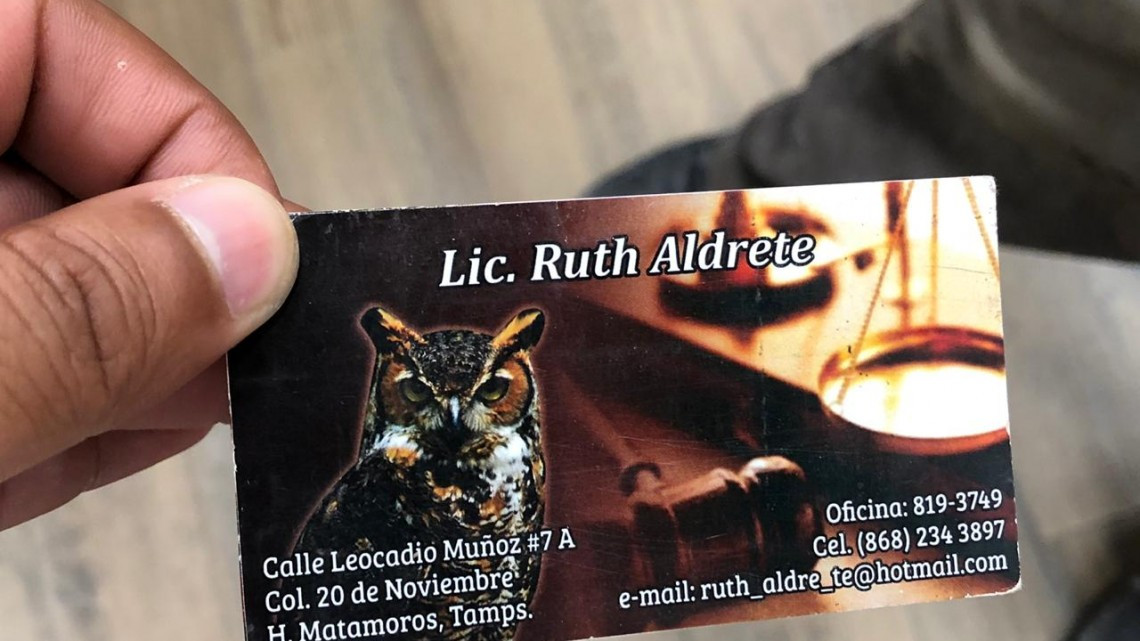 Lic. Ruth Aldrete
Calle Leocadio Muñoz #7 A
Col. 20 de Noviembre
H. Matamoros, Tamps.
Oficina: 819-3749
Cel. (868) 234 3897
e-mail: ruth_aldre_te@hotmail.com